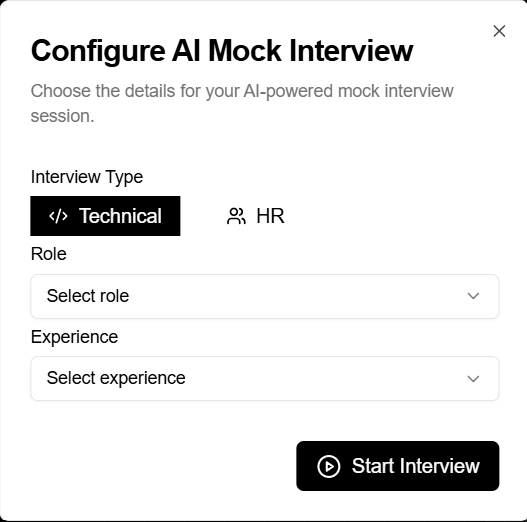 Configure AI Mock Interview
Choose the details for your AI-powered mock interview
session.
Interview Type
Technical
HR
Role
Select role
Experience
Select experience
Start Interview